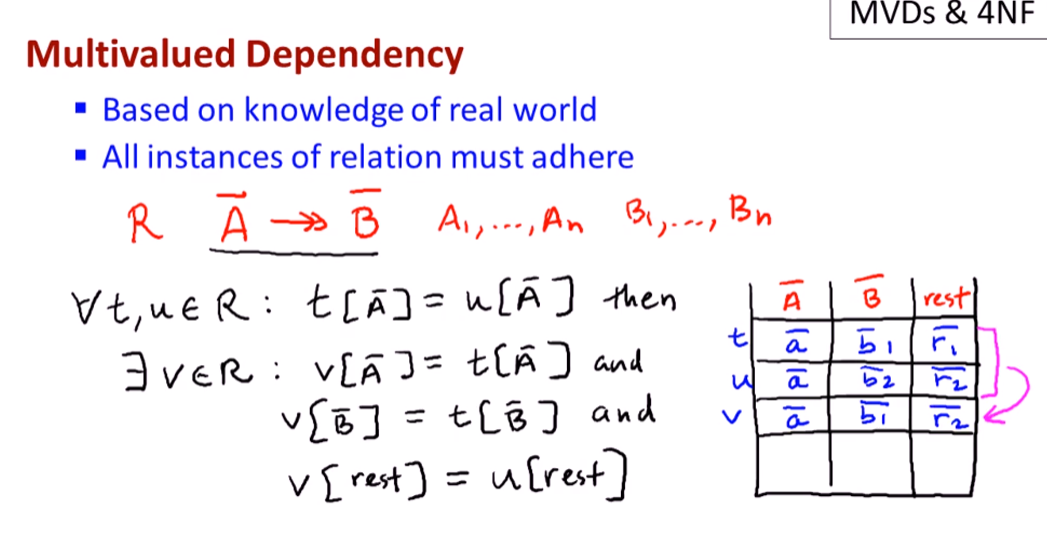 MVDs & 4NF
Multivalued Dependency
▪ Based on knowledge of real world
▪ All instances of relation must adhere
R A̅ ↠ B̅ A₁,...,Aₙ B₁,...,Bₙ
∀t,u∈R : t[A̅] = u[A̅] then
∃v∈R : v[A̅] = t[A̅] and
v[B̅] = t[B̅] and
v[rest] = u[rest]
A̅ B̅ rest
t a̅ b̅₁ r̅₁
u a̅ b̅₂ r̅₂
v a̅ b̅₁ r̅₂